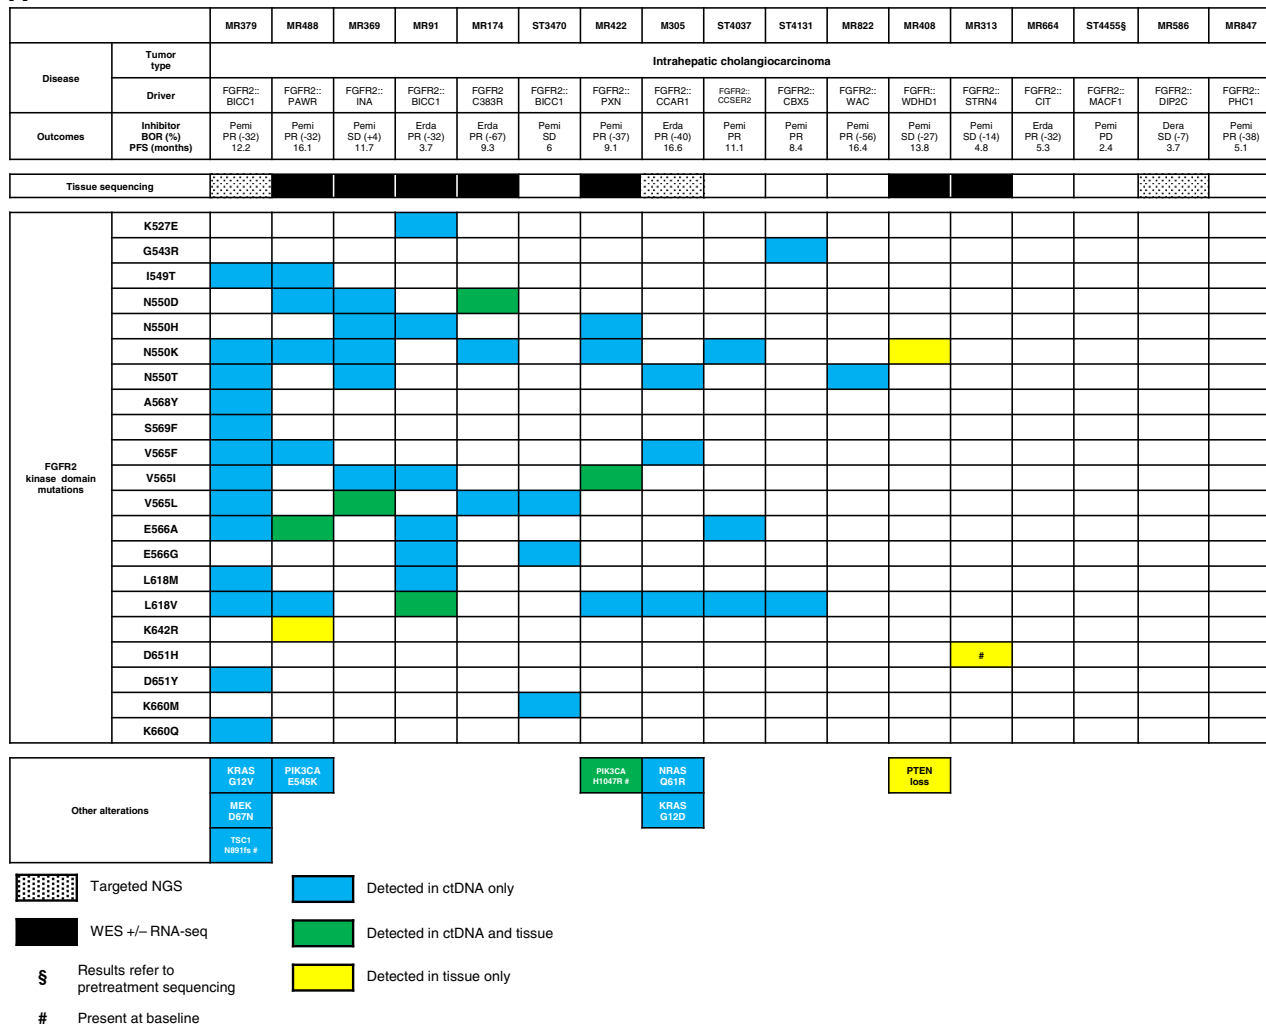 MR379 MR488 MR369 MR91 MR174 ST3470 MR422 M305 ST4037 ST4131 MR822 MR408 MR313 MR664 ST4455§ MR586 MR847
Disease
Tumor
type
Intrahepatic cholangiocarcinoma
Driver
FGFR2:: FGFR2:: FGFR2:: FGFR2:: FGFR2 FGFR2:: FGFR2:: FGFR2:: FGFR2:: FGFR2:: FGFR2:: FGFR:: FGFR2:: FGFR2:: FGFR2:: FGFR2:: FGFR2::
BICC1 PAWR INA BICC1 C383R BICC1 PXN CCAR1 CCSER2 CBX5 WAC WDHD1 STRN4 CIT MACF1 DIP2C PHC1
Outcomes
Inhibitor Pemi Pemi Pemi Erda Erda Pemi Pemi Erda Pemi Pemi Pemi Pemi Pemi Erda Pemi Dera Pemi
BOR (%) PR (-32) PR (-32) SD (+4) PR (-32) PR (-67) SD PR (-37) PR (-40) PR PR PR (-56) SD (-27) SD (-14) PR (-32) PD SD (-7) PR (-38)
PFS (months) 12.2 16.1 11.7 3.7 9.3 6 9.1 16.6 11.1 8.4 16.4 13.8 4.8 5.3 2.4 3.7 5.1
Tissue sequencing
FGFR2
kinase domain
mutations
K527E
G543R
I549T
N550D
N550H
N550K
N550T
A568Y
S569F
V565F
V565I
V565L
E566A
E566G
L618M
L618V
K642R
D651H #
D651Y
K660M
K660Q
Other alterations
KRAS PIK3CA PIK3CA NRAS PTEN
G12V E545K H1047R # Q61R loss
MEK KRAS
D67N G12D
TSC1
N891fs #
Targeted NGS
Detected in ctDNA only
WES +/– RNA-seq
Detected in ctDNA and tissue
§ Results refer to
pretreatment sequencing
Detected in tissue only
# Present at baseline